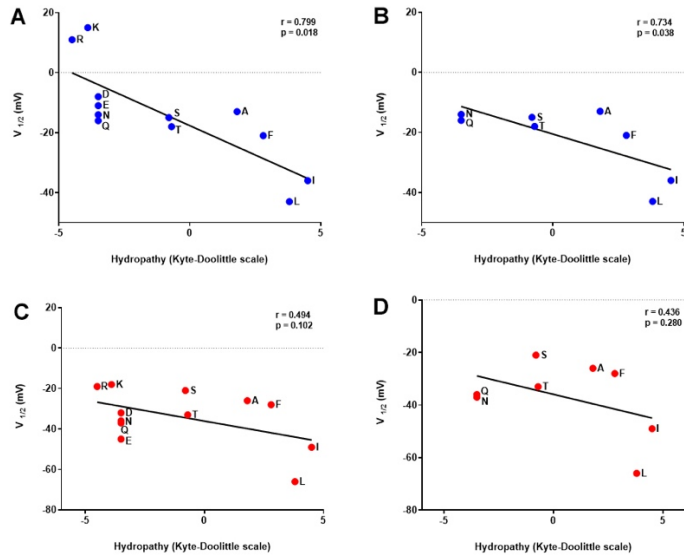 A
r = 0.799
p = 0.018
V 1/2 (mV)
20
0
-20
-40
-60
K
R
D
E
N
Q
S
T
A
F
I
L
-5
0
5
Hydropathy (Kyte-Doolittle scale)
B
r = 0.734
p = 0.038
V 1/2 (mV)
20
0
-20
-40
-60
N
Q
S
T
A
F
I
L
-5
0
5
Hydropathy (Kyte-Doolittle scale)
C
r = 0.494
p = 0.102
V 1/2 (mV)
20
0
-20
-40
-60
-80
R
K
D
N
Q
E
S
T
A
F
I
L
-5
0
5
Hydropathy (Kyte-Doolittle scale)
D
r = 0.436
p = 0.280
V 1/2 (mV)
0
-20
-40
-60
-80
Q
N
S
T
A
F
I
L
-5
0
5
Hydropathy (Kyte-Doolittle scale)